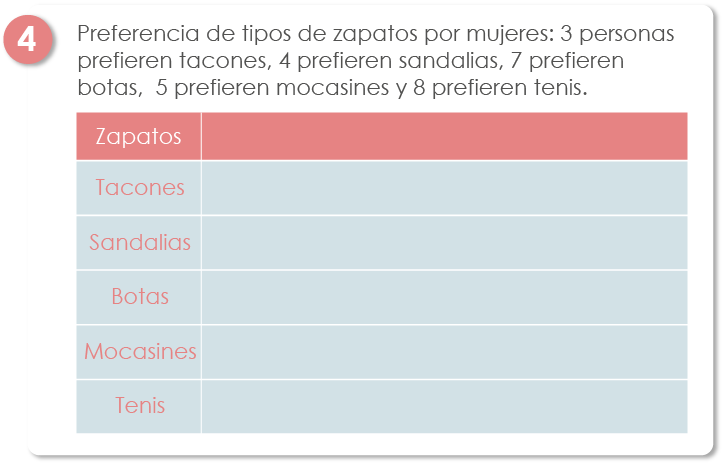 4
Preferencia de tipos de zapatos por mujeres: 3 personas
prefieren tacones, 4 prefieren sandalias, 7 prefieren
botas,  5 prefieren mocasines y 8 prefieren tenis.
Zapatos
Tacones
Sandalias
Botas
Mocasines
Tenis